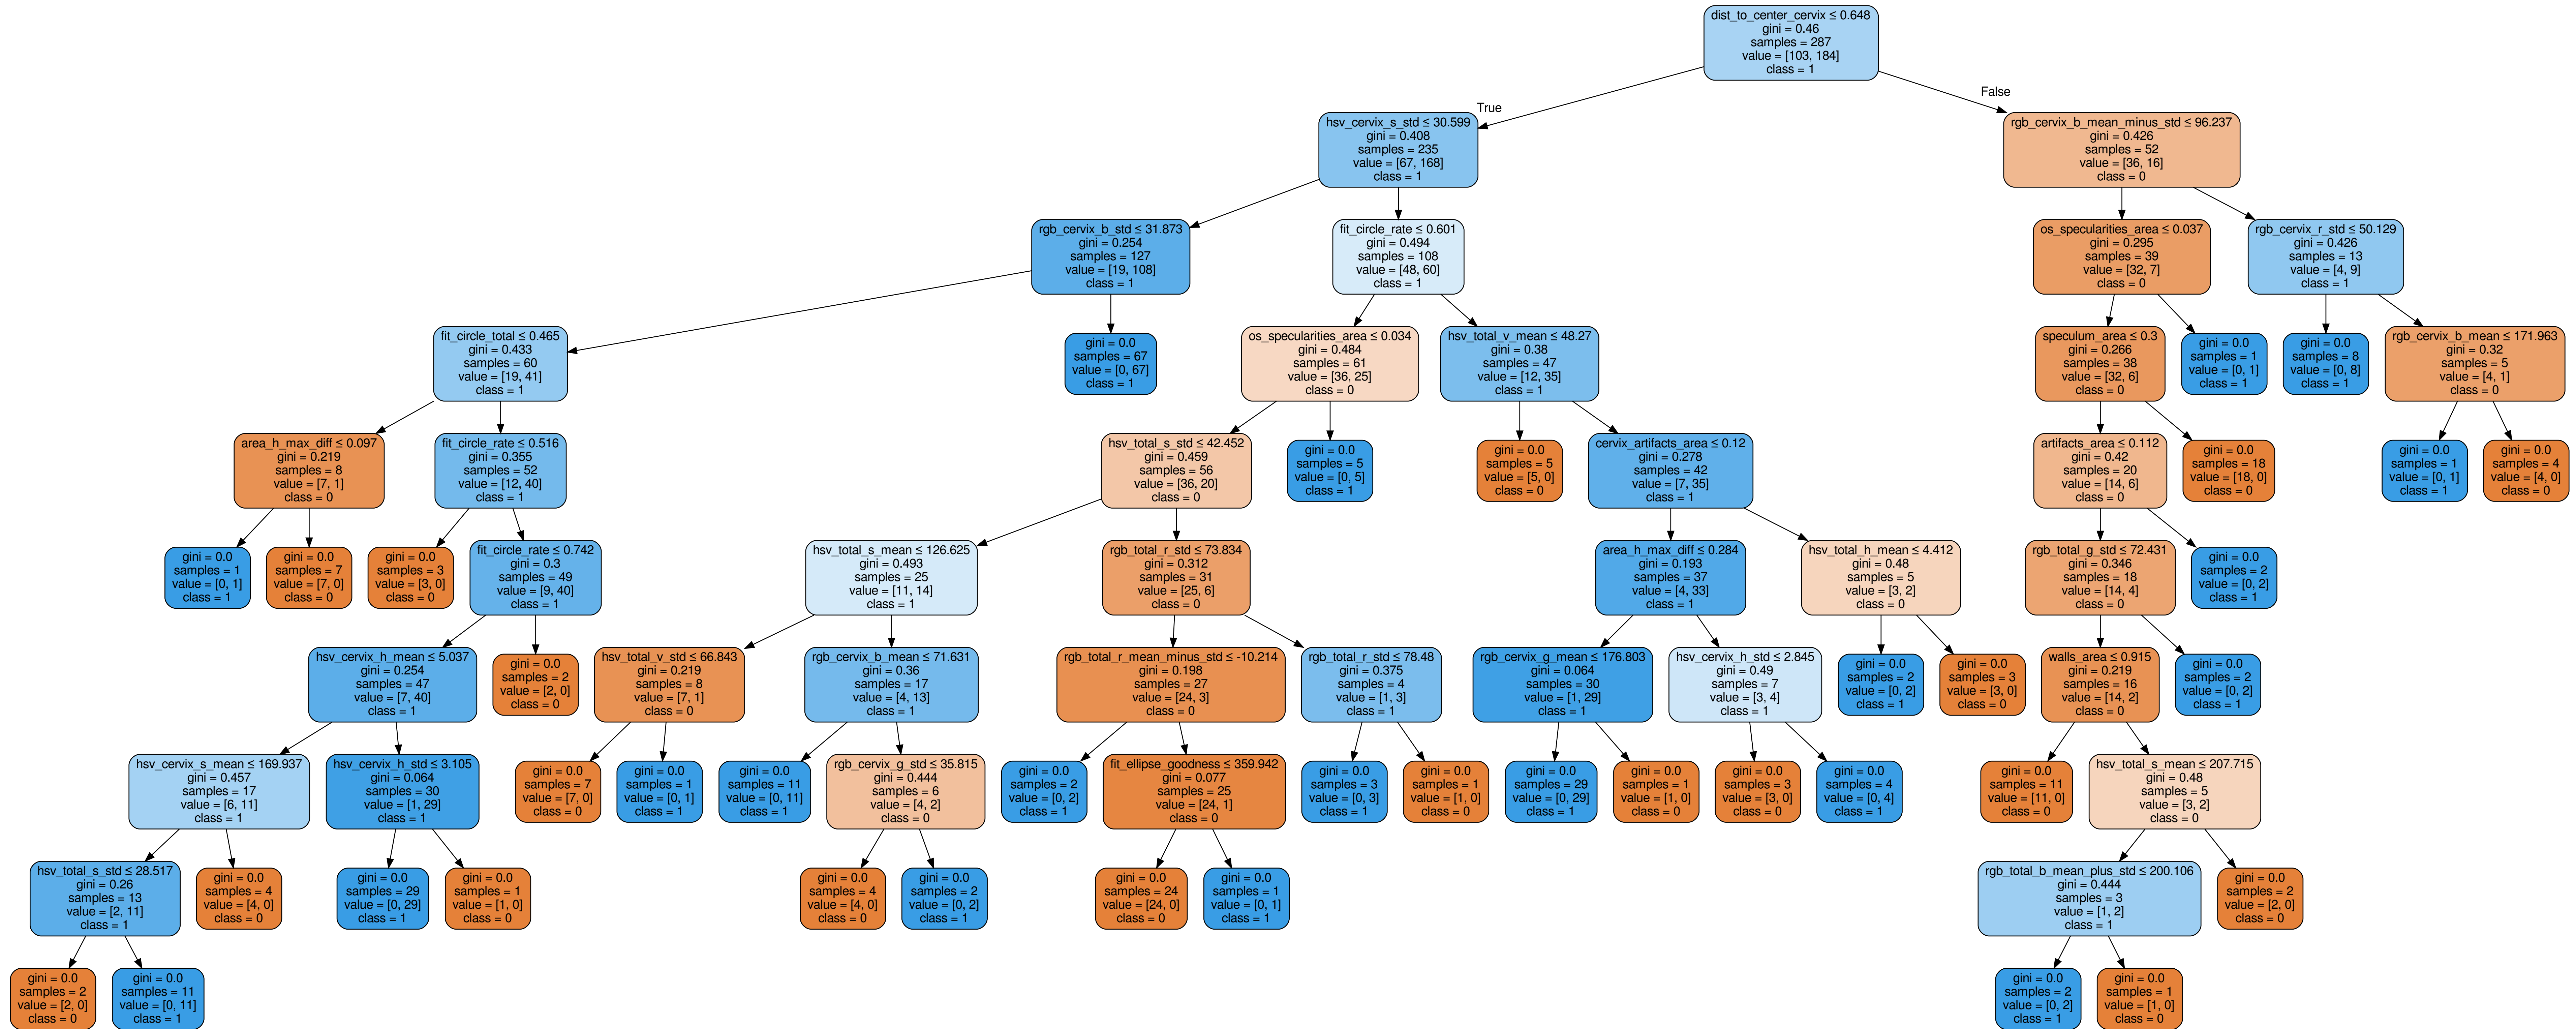 dist_to_center_cervix ≤ 0.648
gini = 0.46
samples = 287
value = [103, 184]
class = 1
True
False
hsv_cervix_s_std ≤ 30.599
gini = 0.408
samples = 235
value = [67, 168]
class = 1
rgb_cervix_b_mean_minus_std ≤ 96.237
gini = 0.426
samples = 52
value = [36, 16]
class = 0
rgb_cervix_b_std ≤ 31.873
gini = 0.254
samples = 127
value = [19, 108]
class = 1
fit_circle_rate ≤ 0.601
gini = 0.494
samples = 108
value = [48, 60]
class = 1
os_specularities_area ≤ 0.037
gini = 0.295
samples = 39
value = [32, 7]
class = 0
rgb_cervix_r_std ≤ 50.129
gini = 0.426
samples = 13
value = [4, 9]
class = 1
fit_circle_total ≤ 0.465
gini = 0.433
samples = 60
value = [19, 41]
class = 1
gini = 0.0
samples = 67
value = [0, 67]
class = 1
os_specularities_area ≤ 0.034
gini = 0.484
samples = 61
value = [36, 25]
class = 0
hsv_total_v_mean ≤ 48.27
gini = 0.38
samples = 47
value = [12, 35]
class = 1
speculum_area ≤ 0.3
gini = 0.266
samples = 38
value = [32, 6]
class = 0
gini = 0.0
samples = 1
value = [0, 1]
class = 1
gini = 0.0
samples = 8
value = [0, 8]
class = 1
rgb_cervix_b_mean ≤ 171.963
gini = 0.32
samples = 5
value = [4, 1]
class = 0
area_h_max_diff ≤ 0.097
gini = 0.219
samples = 8
value = [7, 1]
class = 0
fit_circle_rate ≤ 0.516
gini = 0.355
samples = 52
value = [12, 40]
class = 1
hsv_total_s_std ≤ 42.452
gini = 0.459
samples = 56
value = [36, 20]
class = 0
gini = 0.0
samples = 5
value = [0, 5]
class = 1
gini = 0.0
samples = 5
value = [5, 0]
class = 0
cervix_artifacts_area ≤ 0.12
gini = 0.278
samples = 42
value = [7, 35]
class = 1
artifacts_area ≤ 0.112
gini = 0.42
samples = 20
value = [14, 6]
class = 0
gini = 0.0
samples = 18
value = [18, 0]
class = 0
gini = 0.0
samples = 1
value = [0, 1]
class = 1
gini = 0.0
samples = 4
value = [4, 0]
class = 0
gini = 0.0
samples = 1
value = [0, 1]
class = 1
gini = 0.0
samples = 7
value = [7, 0]
class = 0
gini = 0.0
samples = 3
value = [3, 0]
class = 0
fit_circle_rate ≤ 0.742
gini = 0.3
samples = 49
value = [9, 40]
class = 1
hsv_total_s_mean ≤ 126.625
gini = 0.493
samples = 25
value = [11, 14]
class = 1
rgb_total_r_std ≤ 73.834
gini = 0.312
samples = 31
value = [25, 6]
class = 0
area_h_max_diff ≤ 0.284
gini = 0.193
samples = 37
value = [4, 33]
class = 1
hsv_total_h_mean ≤ 4.412
gini = 0.48
samples = 5
value = [3, 2]
class = 0
rgb_total_g_std ≤ 72.431
gini = 0.346
samples = 18
value = [14, 4]
class = 0
gini = 0.0
samples = 2
value = [0, 2]
class = 1
hsv_cervix_h_mean ≤ 5.037
gini = 0.254
samples = 47
value = [7, 40]
class = 1
gini = 0.0
samples = 2
value = [2, 0]
class = 0
hsv_total_v_std ≤ 66.843
gini = 0.219
samples = 8
value = [7, 1]
class = 0
rgb_cervix_b_mean ≤ 71.631
gini = 0.36
samples = 17
value = [4, 13]
class = 1
rgb_total_r_mean_minus_std ≤ -10.214
gini = 0.198
samples = 27
value = [24, 3]
class = 0
rgb_total_r_std ≤ 78.48
gini = 0.375
samples = 4
value = [1, 3]
class = 1
rgb_cervix_g_mean ≤ 176.803
gini = 0.064
samples = 30
value = [1, 29]
class = 1
hsv_cervix_h_std ≤ 2.845
gini = 0.49
samples = 7
value = [3, 4]
class = 1
gini = 0.0
samples = 2
value = [0, 2]
class = 1
gini = 0.0
samples = 3
value = [3, 0]
class = 0
walls_area ≤ 0.915
gini = 0.219
samples = 16
value = [14, 2]
class = 0
gini = 0.0
samples = 2
value = [0, 2]
class = 1
hsv_cervix_s_mean ≤ 169.937
gini = 0.457
samples = 17
value = [6, 11]
class = 1
hsv_cervix_h_std ≤ 3.105
gini = 0.064
samples = 30
value = [1, 29]
class = 1
gini = 0.0
samples = 7
value = [7, 0]
class = 0
gini = 0.0
samples = 1
value = [0, 1]
class = 1
gini = 0.0
samples = 11
value = [0, 11]
class = 1
rgb_cervix_g_std ≤ 35.815
gini = 0.444
samples = 6
value = [4, 2]
class = 0
gini = 0.0
samples = 2
value = [0, 2]
class = 1
fit_ellipse_goodness ≤ 359.942
gini = 0.077
samples = 25
value = [24, 1]
class = 0
gini = 0.0
samples = 3
value = [0, 3]
class = 1
gini = 0.0
samples = 1
value = [1, 0]
class = 0
gini = 0.0
samples = 29
value = [0, 29]
class = 1
gini = 0.0
samples = 1
value = [1, 0]
class = 0
gini = 0.0
samples = 3
value = [3, 0]
class = 0
gini = 0.0
samples = 4
value = [0, 4]
class = 1
gini = 0.0
samples = 11
value = [11, 0]
class = 0
hsv_total_s_mean ≤ 207.715
gini = 0.48
samples = 5
value = [3, 2]
class = 0
hsv_total_s_std ≤ 28.517
gini = 0.26
samples = 13
value = [2, 11]
class = 1
gini = 0.0
samples = 4
value = [4, 0]
class = 0
gini = 0.0
samples = 29
value = [0, 29]
class = 1
gini = 0.0
samples = 1
value = [1, 0]
class = 0
gini = 0.0
samples = 4
value = [4, 0]
class = 0
gini = 0.0
samples = 2
value = [0, 2]
class = 1
gini = 0.0
samples = 24
value = [24, 0]
class = 0
gini = 0.0
samples = 1
value = [0, 1]
class = 1
rgb_total_b_mean_plus_std ≤ 200.106
gini = 0.444
samples = 3
value = [1, 2]
class = 1
gini = 0.0
samples = 2
value = [2, 0]
class = 0
gini = 0.0
samples = 2
value = [2, 0]
class = 0
gini = 0.0
samples = 11
value = [0, 11]
class = 1
gini = 0.0
samples = 2
value = [0, 2]
class = 1
gini = 0.0
samples = 1
value = [1, 0]
class = 0